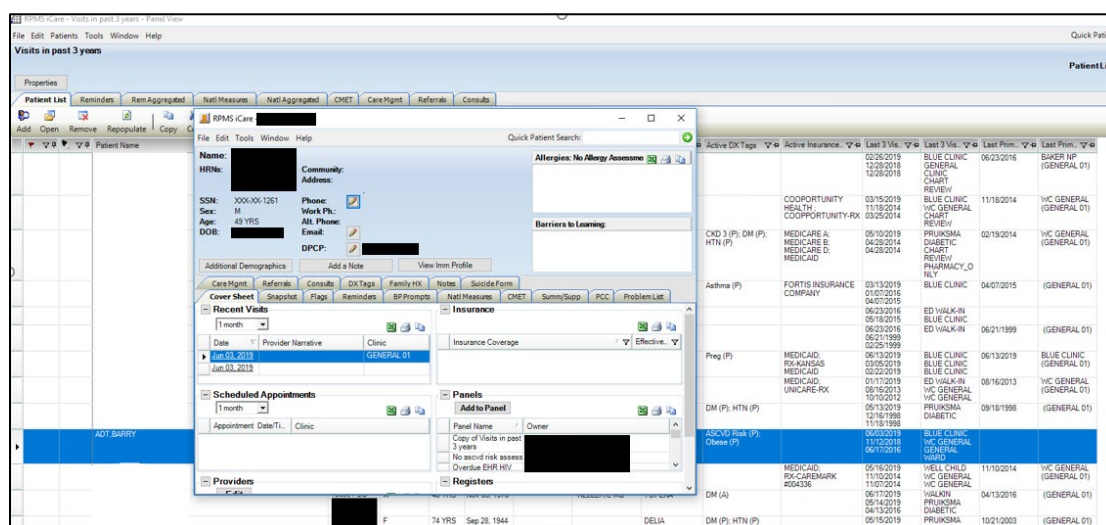 RPMS iCare - Visits in past 3 years - Panel View
File Edit Patients Tools Window Help
Quick Pati
Visits in past 3 years
Patient Li
Properties
Patient List Reminders Rem Aggregated Natl Measures Natl Aggregated CMET Care Mgmt Referrals Consults
Add Open Remove Repopulate Copy
Patient Name
Active DX Tags Active Insurance.. Last 3 Vis.. Last 3 Vis.. Last Prim.. Last Prim..
02/26/2019 BLUE CLINIC 06/23/2016 BAKER NP
12/28/2018 GENERAL (GENERAL 01)
12/28/2018 CLINIC
CHART
REVIEW
COOPORTUNITY 03/15/2019 BLUE CLINIC 11/18/2014 WC GENERAL
HEALTH ; 11/18/2014 WC GENERAL (GENERAL 01)
COOPPORTUNITY-RX 03/25/2014 CHART
REVIEW
CKD 3 (P); DM (P); MEDICARE A; 05/10/2019 PRUIKSMA 02/19/2014 WC GENERAL
HTN (P) MEDICARE B; 04/28/2014 DIABETIC (GENERAL 01)
MEDICARE D; 04/28/2014 CHART
MEDICAID REVIEW
PHARMACY_O
NLY
Asthma (P) FORTIS INSURANCE 03/13/2019 BLUE CLINIC 04/07/2015 (GENERAL 01)
COMPANY 01/07/2016
04/07/2015
06/23/2016 ED WALK-IN
05/18/2015 BLUE CLINIC
06/23/2016 ED WALK-IN 06/21/1999 (GENERAL 01)
06/21/1999
02/25/1999
Preg (P) MEDICAID; 06/13/2019 BLUE CLINIC 06/13/2019 BLUE CLINIC
RX-KANSAS 03/05/2019 BLUE CLINIC (GENERAL 01)
MEDICAID 02/22/2019 BLUE CLINIC
MEDICAID; 01/17/2019 ED WALK-IN 08/16/2013 WC GENERAL
UNICARE-RX 08/16/2013 WC GENERAL (GENERAL 01)
10/10/2012 WC GENERAL
DM (P); HTN (P) 05/13/2019 PRUIKSMA 09/18/1998 (GENERAL 01)
12/16/1998 DIABETIC
11/18/1998
ADT,BARRY ASCVD Risk (P); 06/03/2019 BLUE CLINIC
Obese (P) 11/12/2018 WC GENERAL
06/17/2016 GENERAL
WARD
MEDICAID; 05/16/2019 WELL CHILD 11/10/2014 WC GENERAL
RX-CAREMARK 11/10/2014 WC GENERAL (GENERAL 01)
#004336 11/07/2014 WC GENERAL
DM (A) 06/17/2019 WALKIN 04/13/2016 (GENERAL 01)
05/14/2019 PRUIKSMA
04/13/2016 DIABETIC
F 74 YRS Sep 28, 1944 DELIA DM (P); HTN (P) 05/15/2019 PRUIKSMA 10/21/2003 (GENERAL 01)
RPMS iCare -
File Edit Tools Window Help Quick Patient Search:
Name:
HRNs:
Community:
Address:
Allergies: No Allergy Assessme
SSN: XXX-XX-1261 Phone:
Sex: M Work Ph.:
Age: 49 YRS Alt. Phone:
DOB: Email:
DPCP:
Barriers to Learning:
Additional Demographics Add a Note View Imm Profile
Care Mgmt Referrals Consults DX Tags Family HX Notes Suicide Form
Cover Sheet Snapshot Flags Reminders BP Prompts Natl Measures CMET Summ/Supp PCC Problem List
Recent Visits Insurance
1 month
Date Provider Narrative Clinic Insurance Coverage Effective..
Jun 03, 2019 GENERAL 01
Jun 03, 2019
Scheduled Appointments Panels
1 month Add to Panel
Appointment Date/Ti.. Clinic Panel Name Owner
Copy of Visits in past
3 years
No ascvd risk assess
Overdue EHR HIV
Providers Registers
Edit